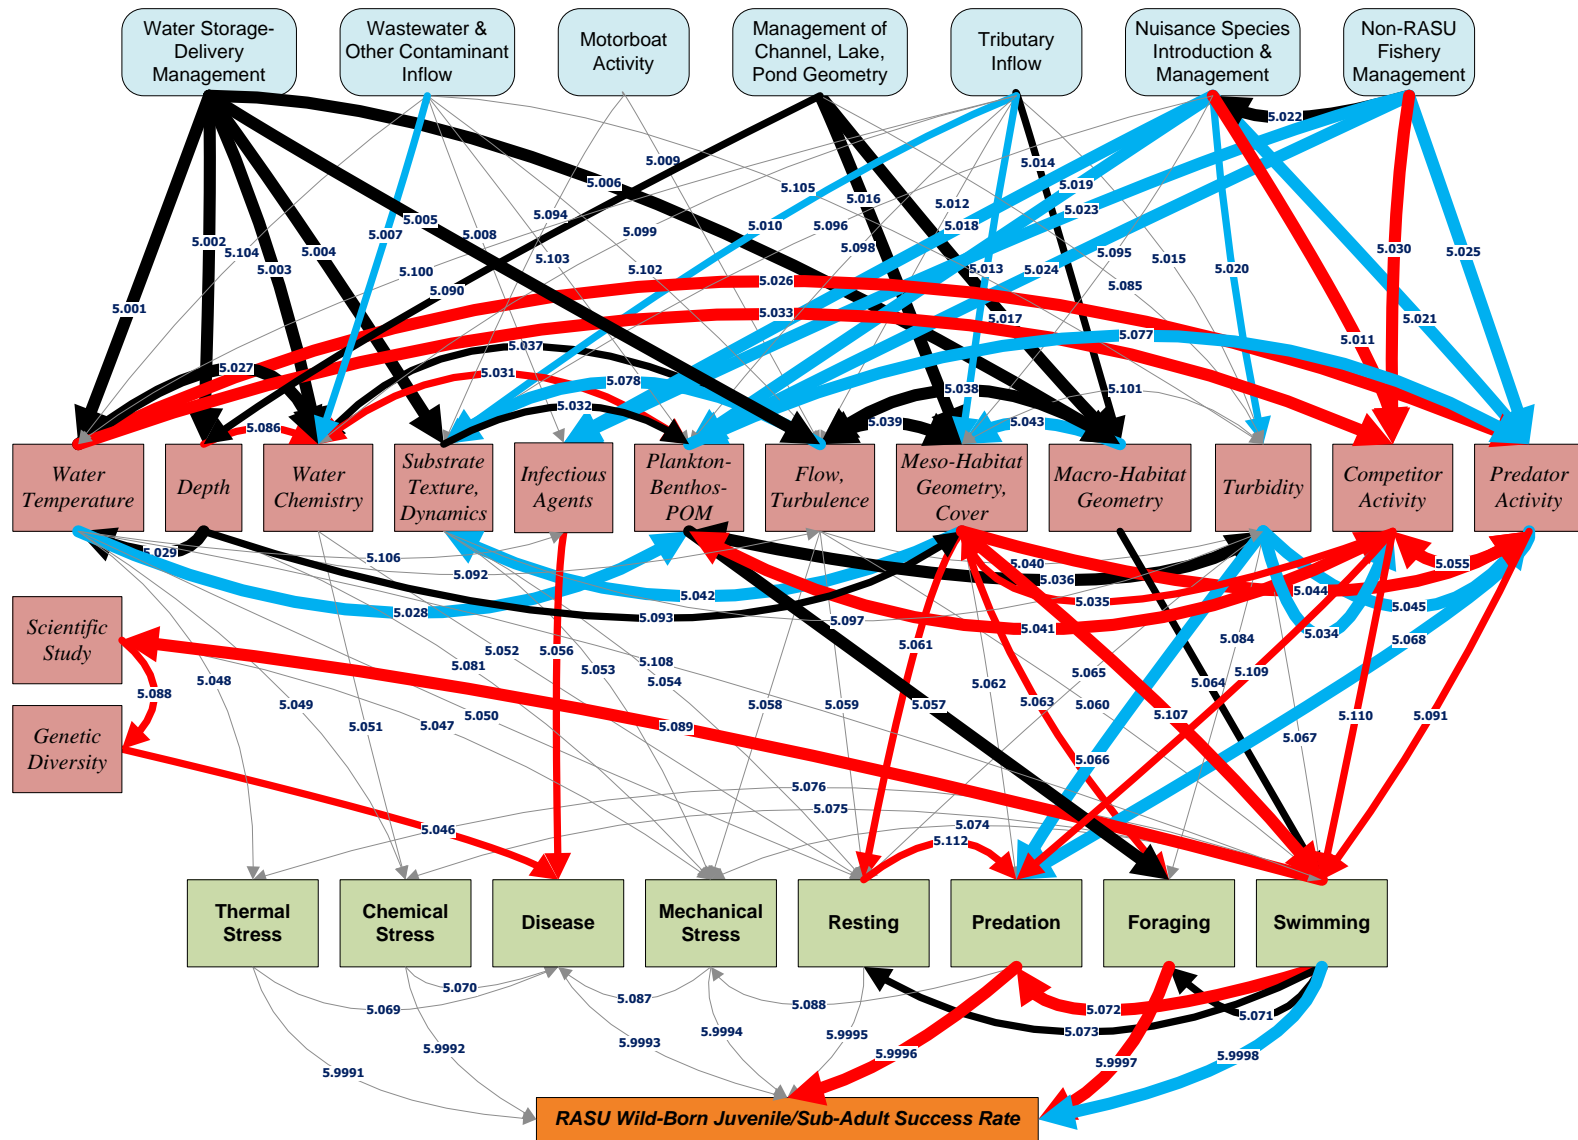 Water Storage-
Delivery
Management
Wastewater &
Other Contaminant
Inflow
Motorboat
Activity
Management of
Channel, Lake,
Pond Geometry
Tributary
Inflow
Nuisance Species
Introduction &
Management
Non-RASU
Fishery
Management
5.022
5.009
5.014
5.006
5.105
5.016
5.019
5.012
5.023
5.094
5.005
5.010
5.018
5.096
5.099
5.007
5.008
5.002
5.004
5.098
5.030
5.025
5.104
5.103
5.095
5.015
5.003
5.100
5.102
5.013
5.024
5.020
5.090
5.026
5.085
5.001
5.033
5.017
5.021
5.077
5.011
5.037
5.027
5.031
5.078
5.038
5.101
5.032
5.086
5.039
5.043
Water
Temperature
Depth
Water
Chemistry
Substrate
Texture,
Dynamics
Infectious
Agents
Plankton-
Benthos-
POM
Flow,
Turbulence
Meso-Habitat
Geometry,
Cover
Macro-Habitat
Geometry
Turbidity
Competitor
Activity
Predator
Activity
5.029
5.106
5.092
5.040
5.055
5.036
5.044
5.042
5.035
5.045
5.028
5.093
5.097
5.041
5.034
Scientific
Study
5.068
5.084
5.061
5.056
5.052
5.081
5.108
5.053
5.048
5.054
5.062
5.065
5.109
5.064
5.088
5.049
5.050
5.047
5.051
5.089
5.058
5.059
5.057
5.063
5.060
5.107
5.110
5.091
5.067
5.066
Genetic
Diversity
5.076
5.075
5.046
5.074
5.112
Thermal
Stress
Chemical
Stress
Disease
Mechanical
Stress
Resting
Predation
Foraging
Swimming
5.070
5.069
5.087
5.088
5.072
5.071
5.073
5.9991
5.9992
5.9993
5.9994
5.9995
5.9996
5.9997
5.9998
RASU Wild-Born Juvenile/Sub-Adult Success Rate